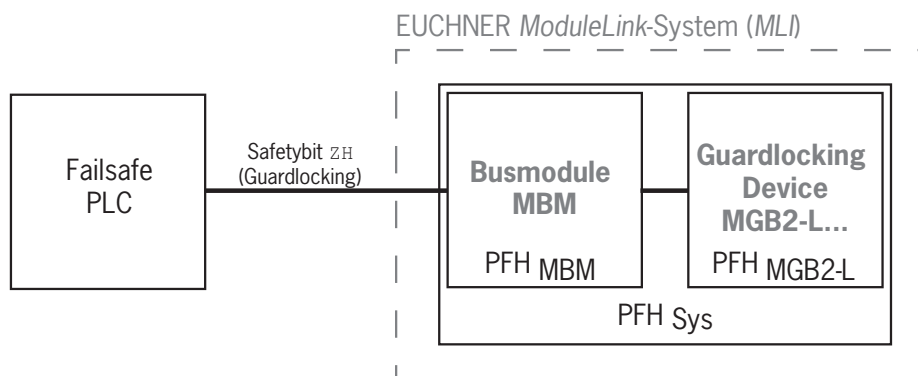 EUCHNER ModuleLink-System (MLI)
Failsafe
PLC
Safetybit ZH
(Guardlocking)
Busmodule
MBM
PFH MBM
Guardlocking
Device
MGB2-L...
PFH MGB2-L
PFH Sys